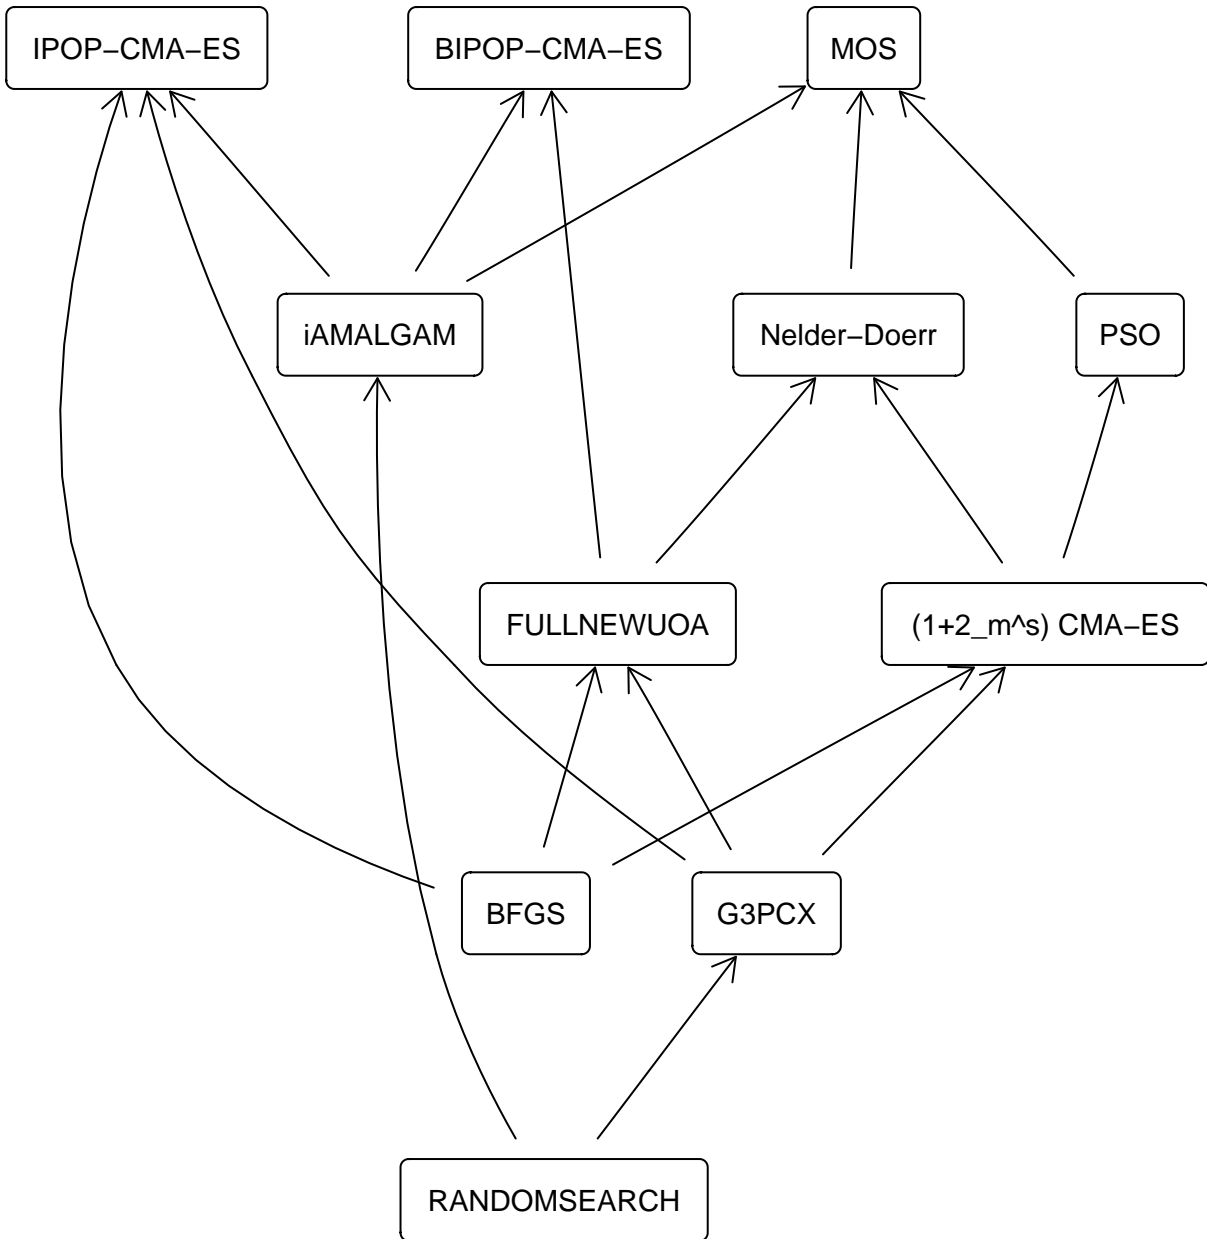 IPOP−CMA−ES
BIPOP−CMA−ES
MOS
iAMALGAM
Nelder−Doerr
PSO
FULLNEWUOA
(1+2_m^s) CMA−ES
BFGS
G3PCX
RANDOMSEARCH